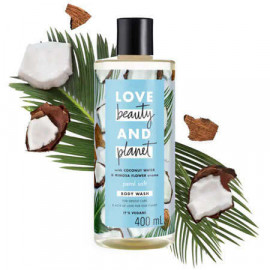 LOVE
beauty
AND
planet
with COCONUT WATER
& MIMOSA FLOWER
BODY WASH
IT'S VEGAN!
400 mL